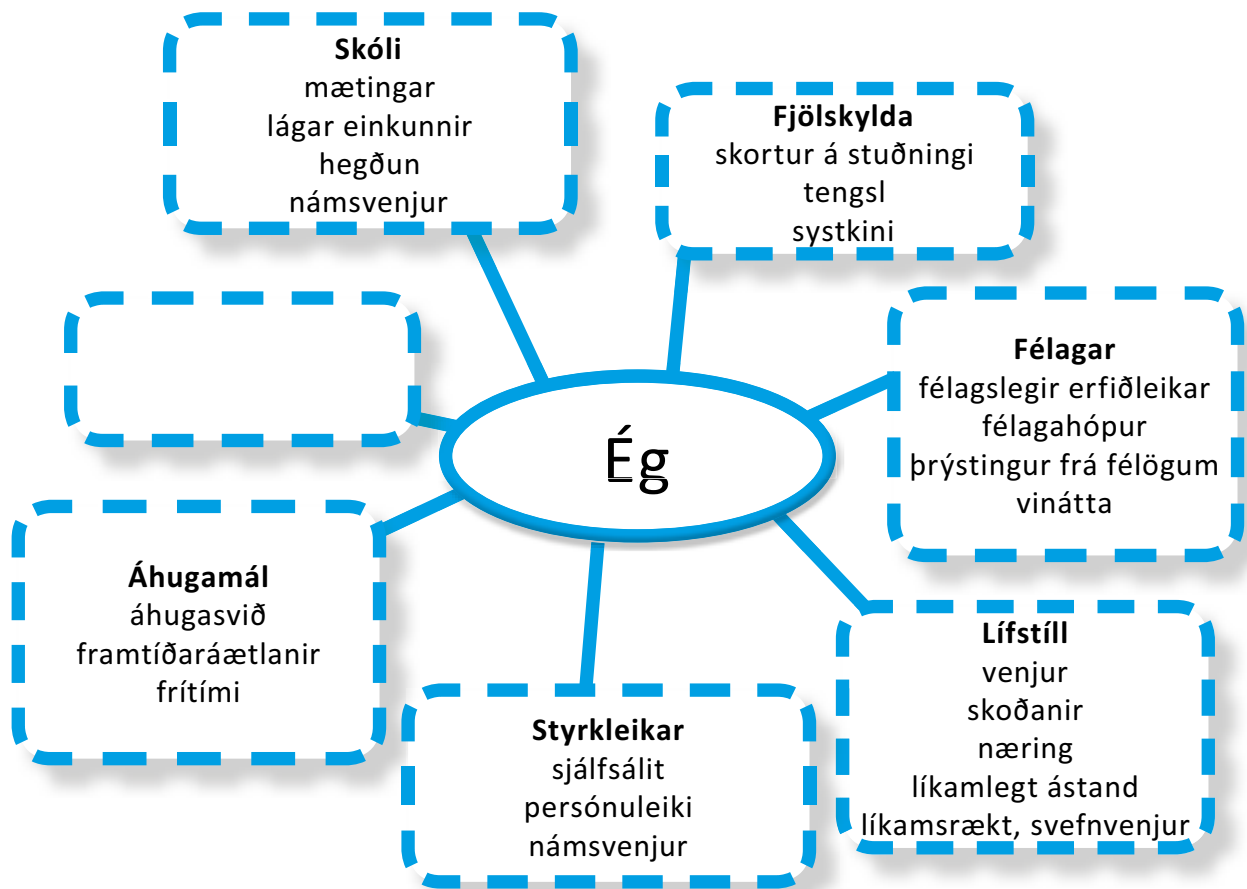 Skóli
mætingar
lágar einkunnir
hegðun
námsvenjur
Fjölskylda
skortur á stuðningi
tengsl
systkini
Félagar
félagslegir erfiðleikar
félagahópur
þrýstingur frá félögum
vinátta
Ég
Áhugamál
áhugasvið
framtíðaráætlanir
frítími
Lífstíll
venjur
skoðanir
næring
líkamlegt ástand
líkamsrækt, svefnvenjur
Styrkleikar
sjálfsálit
persónuleiki
námsvenjur